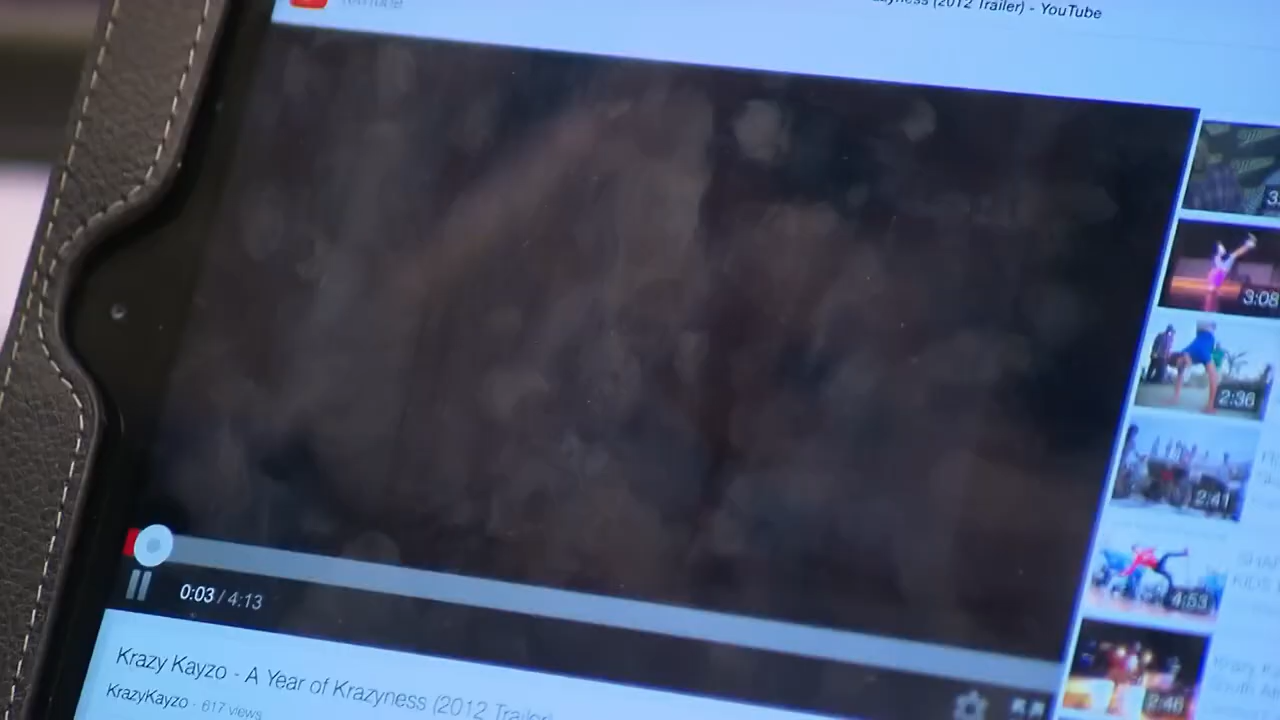 YouTube
(2012 Trailer) - YouTube
3:08
2:36
2:41
4:53
2:46
0:03 / 4:13
Krazy Kayzo - A Year of Krazyness (2012 Trailer)
KrazyKayzo · 617 views